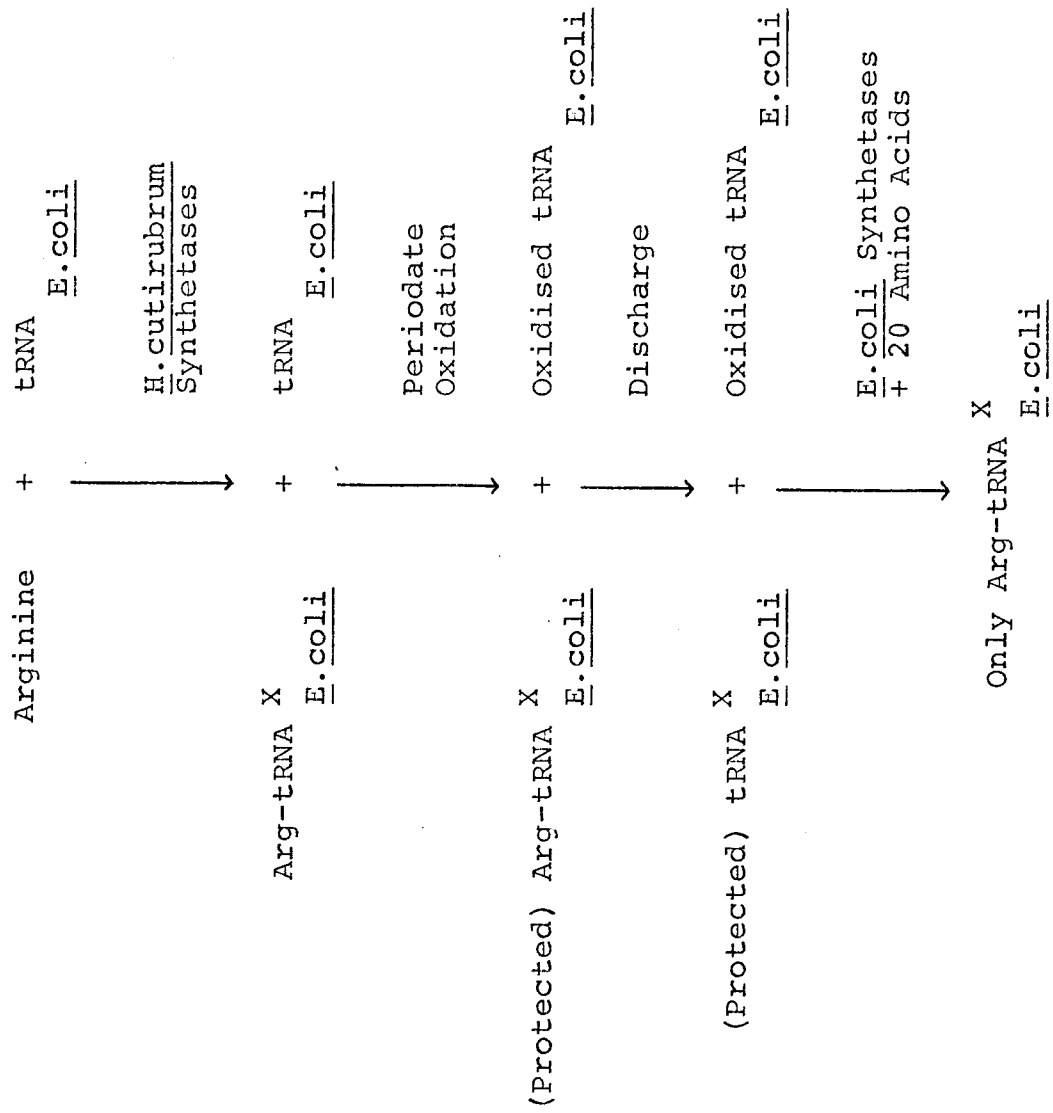 Arginine + tRNA
E.coli
H.cutirubrum
Synthetases
Arg-tRNA X + tRNA
E.coli E.coli
Periodate
Oxidation
(Protected) Arg-tRNA X + Oxidised tRNA
E.coli E.coli
Discharge
(Protected) tRNA X + Oxidised tRNA
E.coli E.coli
E.coli Synthetases
+ 20 Amino Acids
Only Arg-tRNA X
E.coli